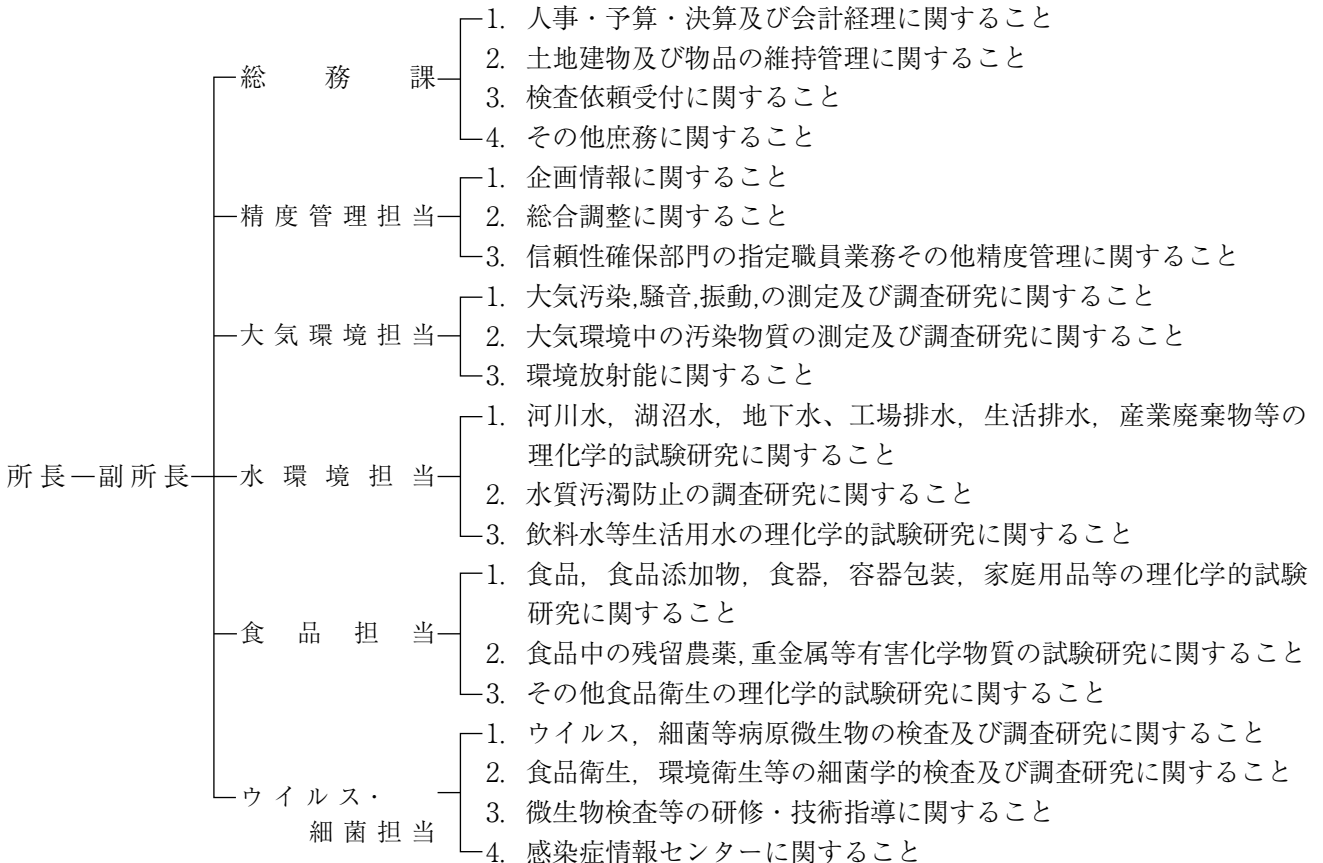 所長
副所長
総務課
1. 人事・予算・決算及び会計経理に関すること
2. 土地建物及び物品の維持管理に関すること
3. 検査依頼受付に関すること
4. その他庶務に関すること
精度管理担当
1. 企画情報に関すること
2. 総合調整に関すること
3. 信頼性確保部門の指定職員業務その他精度管理に関すること
大気環境担当
1. 大気汚染,騒音,振動,の測定及び調査研究に関すること
2. 大気環境中の汚染物質の測定及び調査研究に関すること
3. 環境放射能に関すること
水環境担当
1. 河川水，湖沼水，地下水、工場排水，生活排水，産業廃棄物等の
理化学的試験研究に関すること
2. 水質汚濁防止の調査研究に関すること
3. 飲料水等生活用水の理化学的試験研究に関すること
食品担当
1. 食品，食品添加物，食器，容器包装，家庭用品等の理化学的試験
研究に関すること
2. 食品中の残留農薬,重金属等有害化学物質の試験研究に関すること
3. その他食品衛生の理化学的試験研究に関すること
ウイルス・
細菌担当
1. ウイルス，細菌等病原微生物の検査及び調査研究に関すること
2. 食品衛生，環境衛生等の細菌学的検査及び調査研究に関すること
3. 微生物検査等の研修・技術指導に関すること
4. 感染症情報センターに関すること